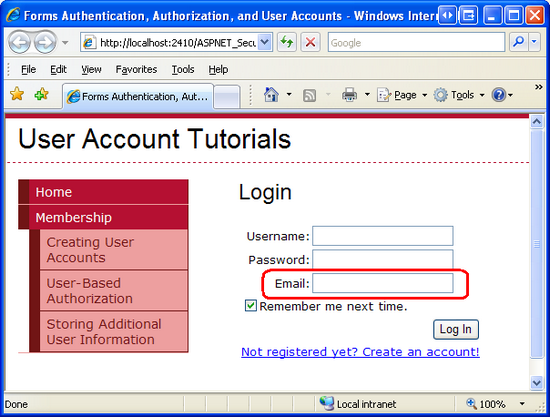 Forms Authentication, Authorization, and User Accounts - Windows Intern
http://localhost:2410/ASPNET_Secu
Google
File Edit View Favorites Tools Help
Forms Authentication, Aut...
Page Tools
User Account Tutorials
Home
Membership
Creating User
Accounts
User-Based
Authorization
Storing Additional
User Information
Login
Username:
Password:
Email:
Remember me next time.
Log In
Not registered yet? Create an account!
Done Local intranet 100%